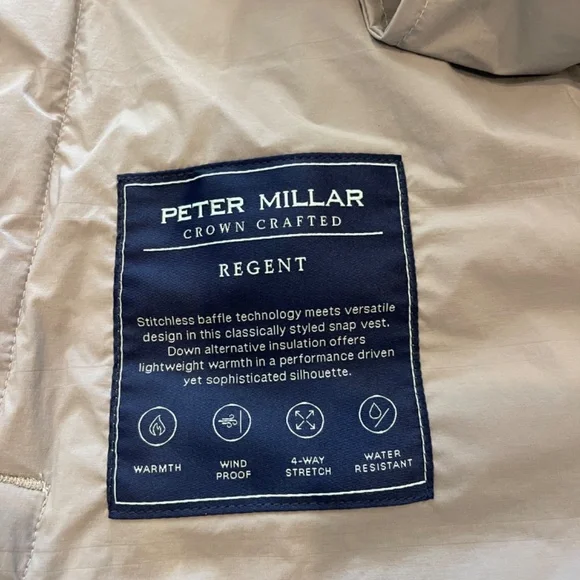 PETER MILLAR
CROWN CRAFTED
REGENT
Stitchless baffle technology meets versatile
design in this classically styled snap vest.
Down alternative insulation offers
lightweight warmth in a performance driven
yet sophisticated silhouette.
WARMTH
WIND
PROOF
4-WAY
STRETCH
WATER
RESISTANT